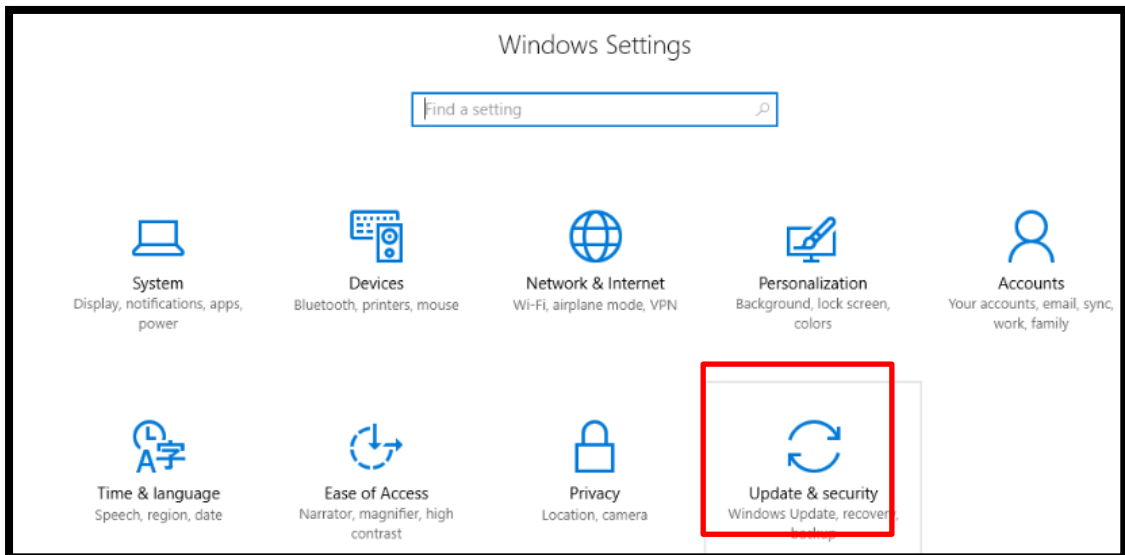 Windows Settings
Find a setting
System
Display, notifications, apps,
power
Devices
Bluetooth, printers, mouse
Network & Internet
Wi-Fi, airplane mode, VPN
Personalization
Background, lock screen,
colors
Accounts
Your accounts, email, sync,
work, family
Time & language
Speech, region, date
Ease of Access
Narrator, magnifier, high
contrast
Privacy
Location, camera
Update & security
Windows Update, recovery,
backup